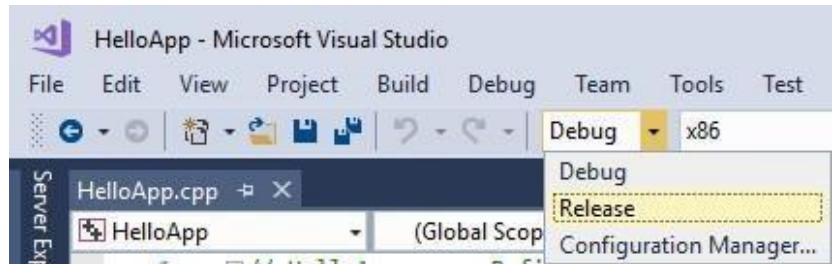 HelloApp - Microsoft Visual Studio
File Edit View Project Build Debug Team Tools Test
Debug x86
Debug
Release
Configuration Manager...
Server Exp
HelloApp.cpp
HelloApp (Global Scop